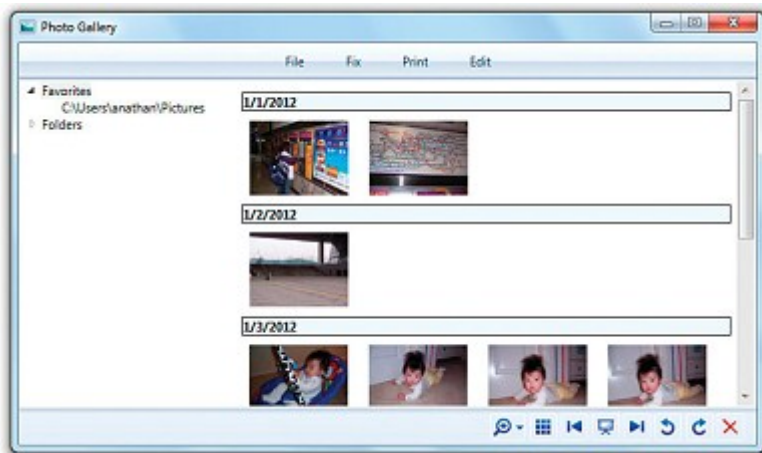 Photo Gallery
File Fix Print Edit
Favorites
C:\Users\anathan\Pictures
Folders
1/1/2012
1/2/2012
1/3/2012